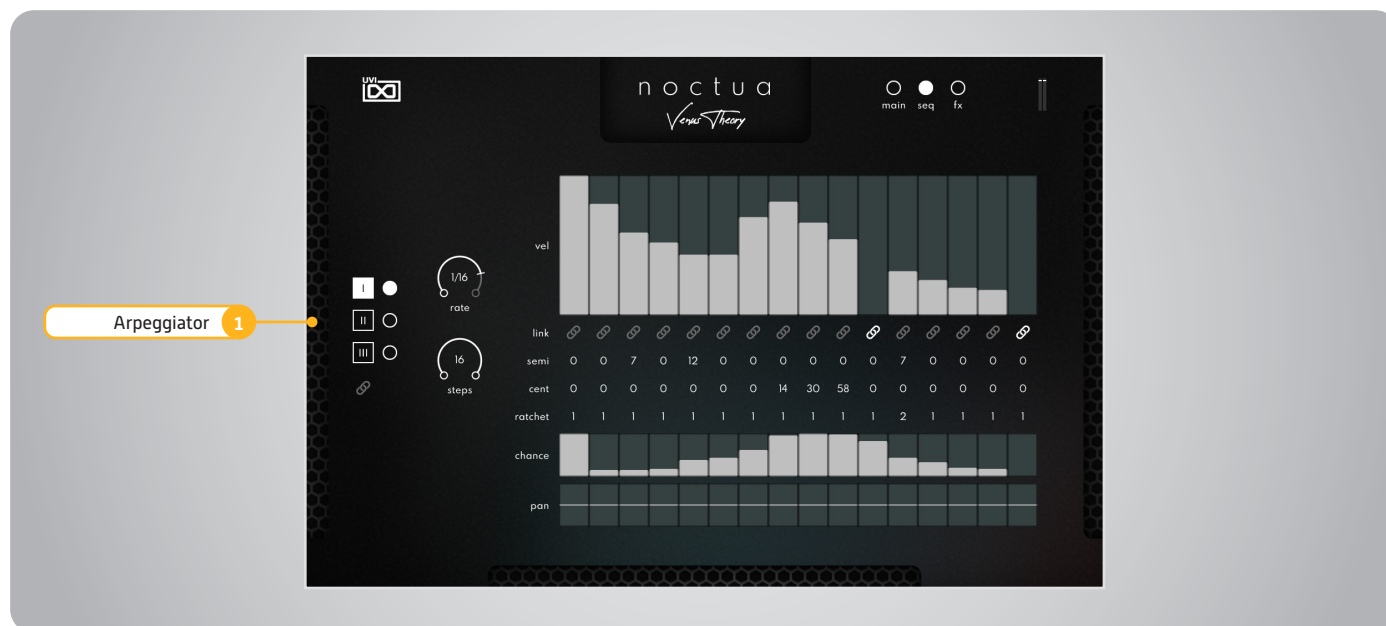 UVI
noctua
Venus Theory
main seq fx
Arpeggiator 1
I
II
III
1/16
rate
16
steps
vel
link
semi 0 0 7 0 12 0 0 0 0 0 0 7 0 0 0 0
cent 0 0 0 0 0 0 0 14 30 58 0 0 0 0 0 0
ratchet 1 1 1 1 1 1 1 1 1 1 1 2 1 1 1 1
chance
pan